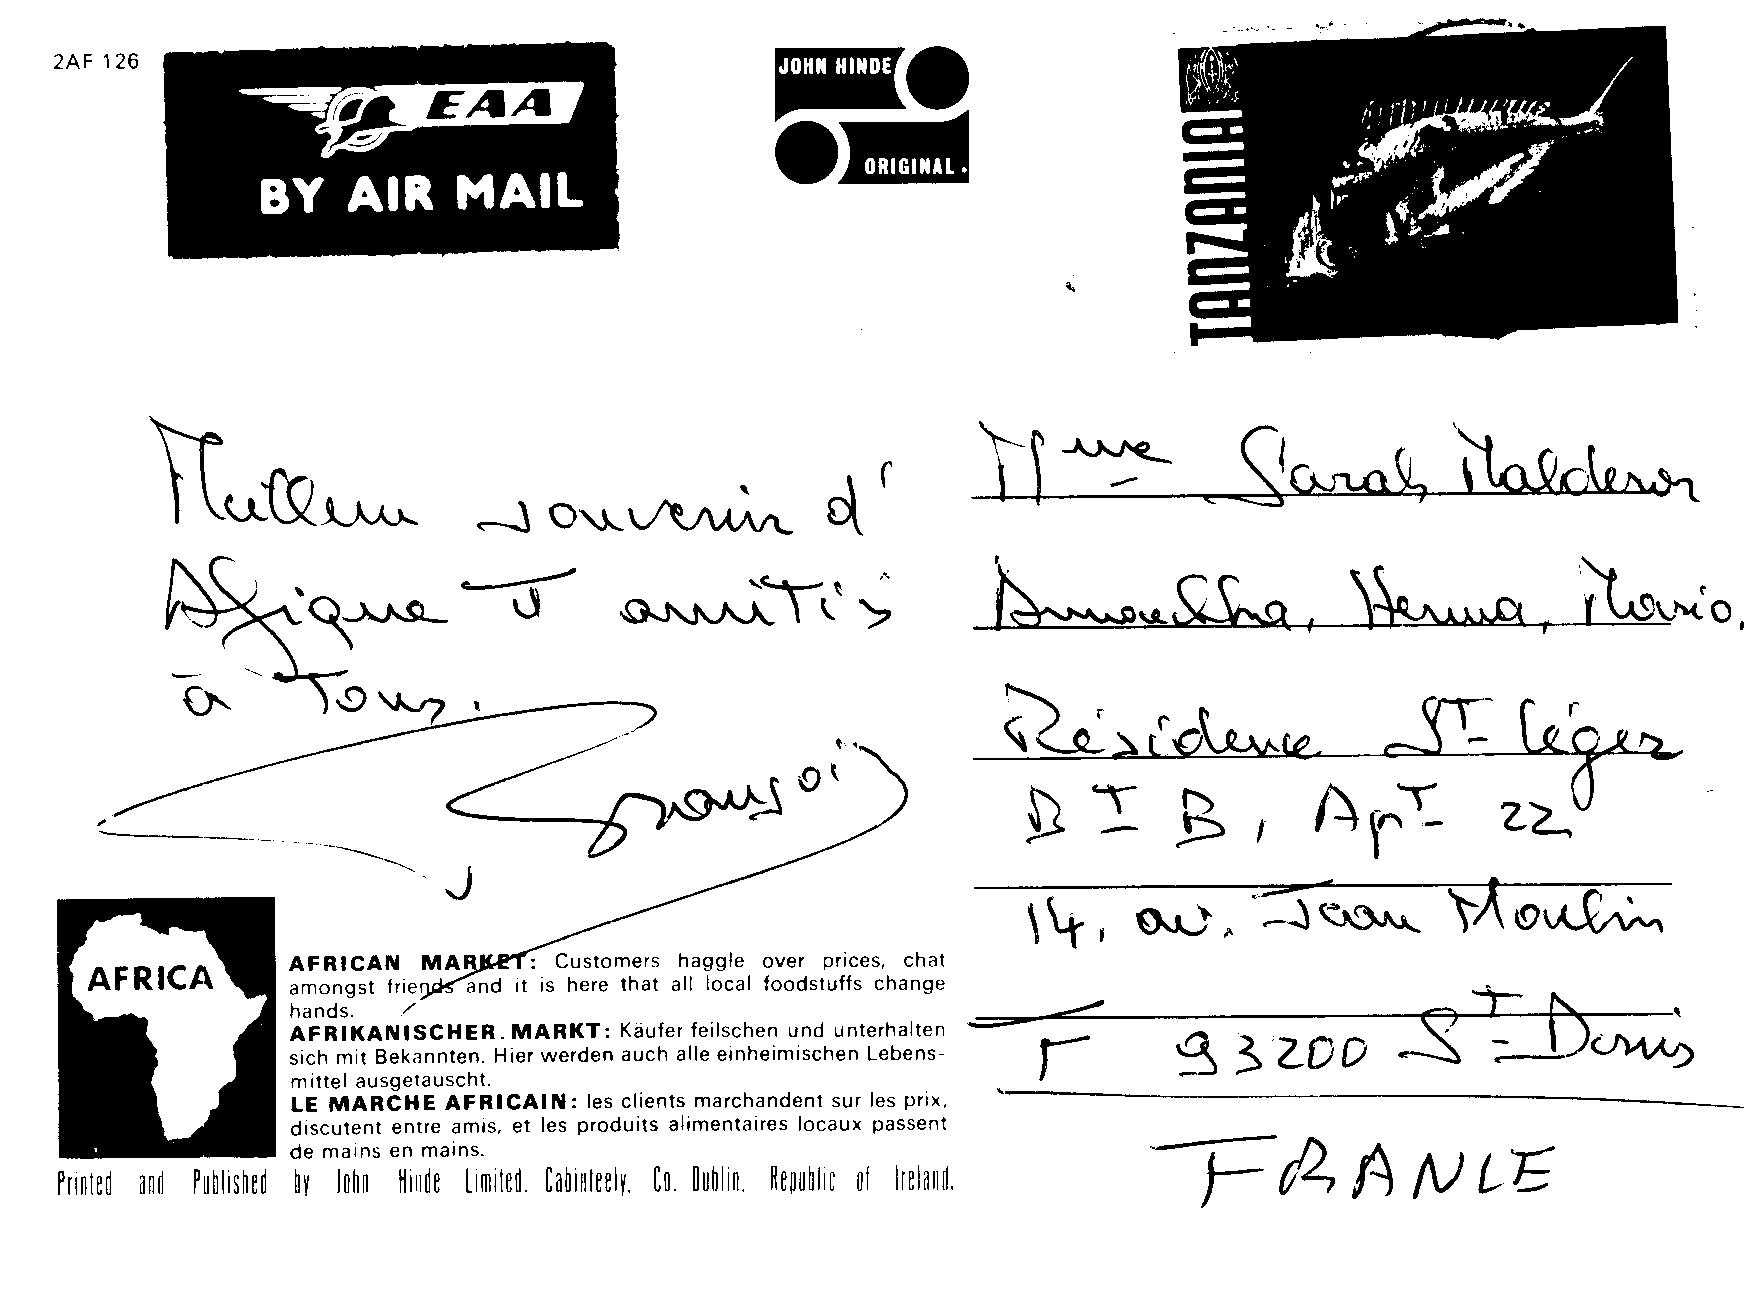 2AF 126
EAA
BY AIR MAIL
JOHN HINDE
ORIGINAL.
TANZANIA
Meilleur souvenir d'
Afrique et amitiés
à Tous.
François
Mme Sarah Maldoror
Annouchka, Henda, Mario.
Résidence St Léger
BT B, ApT 22
14, av. Jean Moulin
F 93200 St Denis
FRANCE
AFRICA
AFRICAN MARKET: Customers haggle over prices, chat
amongst friends and it is here that all local foodstuffs change
hands.
AFRIKANISCHER.MARKT: Käufer feilschen und unterhalten
sich mit Bekannten. Hier werden auch alle einheimischen Lebens-
mittel ausgetauscht.
LE MARCHE AFRICAIN: les clients marchandent sur les prix,
discutent entre amis, et les produits alimentaires locaux passent
de mains en mains.
Printed and Published by John Hinde Limited. Cabinteely, Co. Dublin, Republic of Ireland.